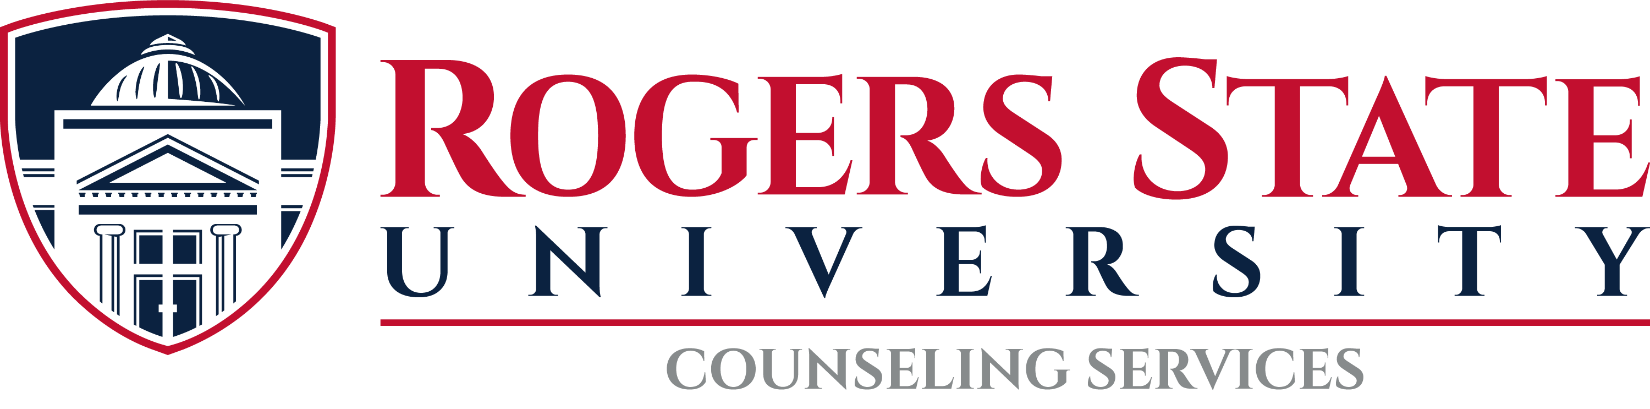 ROGERS STATE
UNIVERSITY
COUNSELING SERVICES